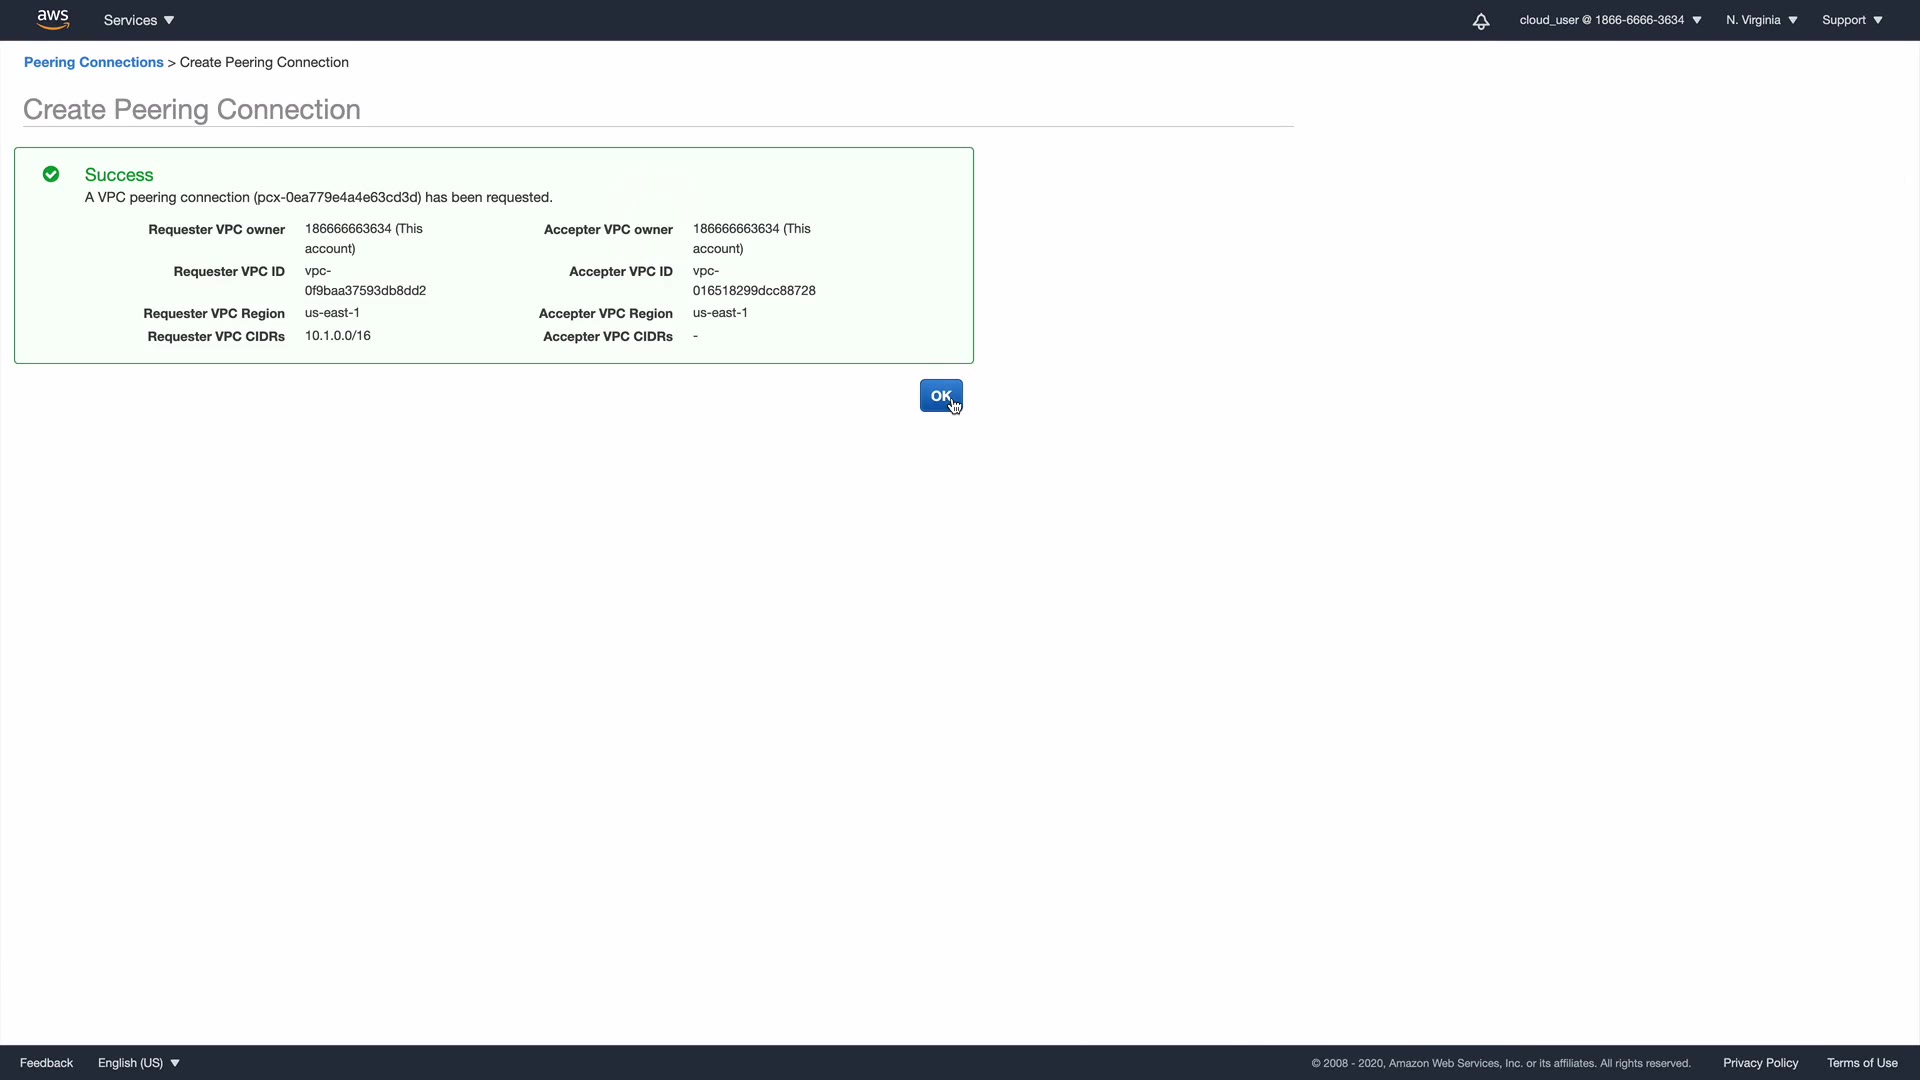 aws Services cloud_user @ 1866-6666-3634 N. Virginia Support
Peering Connections > Create Peering Connection
Create Peering Connection
Success
A VPC peering connection (pcx-0ea779e4a4e63cd3d) has been requested.
Requester VPC owner 186666663634 (This account)
Accepter VPC owner 186666663634 (This account)
Requester VPC ID vpc-0f9baa37593db8dd2
Accepter VPC ID vpc-016518299dcc88728
Requester VPC Region us-east-1
Accepter VPC Region us-east-1
Requester VPC CIDRs 10.1.0.0/16
Accepter VPC CIDRs -
OK
Feedback English (US) © 2008 - 2020, Amazon Web Services, Inc. or its affiliates. All rights reserved. Privacy Policy Terms of Use